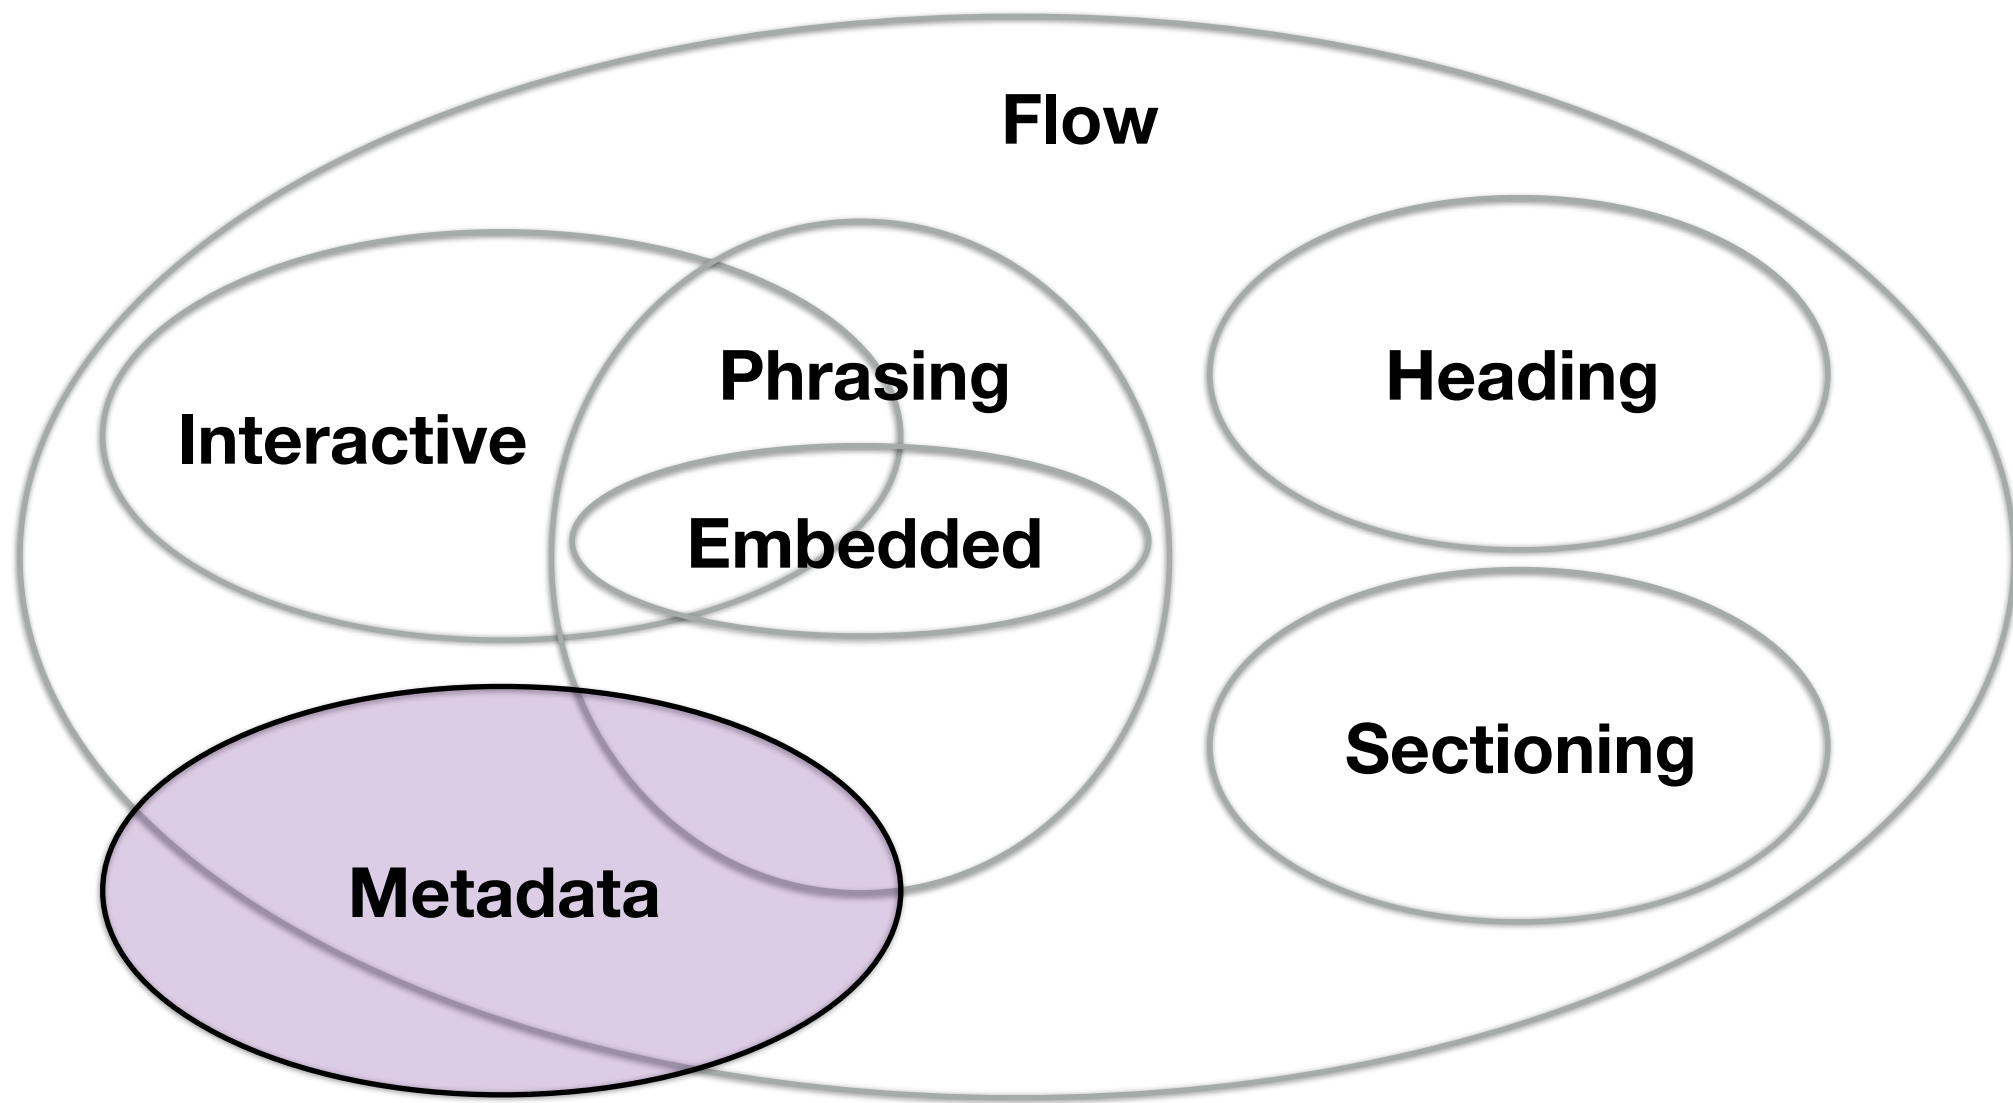 Flow
Phrasing
Heading
Interactive
Embedded
Sectioning
Metadata